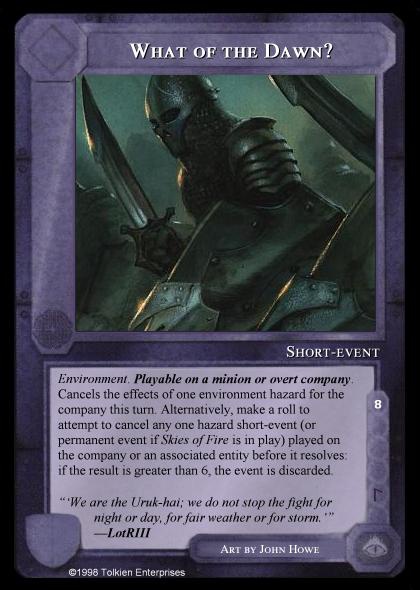 What of the Dawn?
Short-event
Environment. Playable on a minion or overt company.
Cancels the effects of one environment hazard for the
company this turn. Alternatively, make a roll to
attempt to cancel any one hazard short-event (or
permanent event if Skies of Fire is in play) played on
the company or an associated entity before it resolves:
if the result is greater than 6, the event is discarded.
8
“‘We are the Uruk-hai; we do not stop the fight for
night or day, for fair weather or for storm.’”
—LotRIII
Art by John Howe
©1998 Tolkien Enterprises